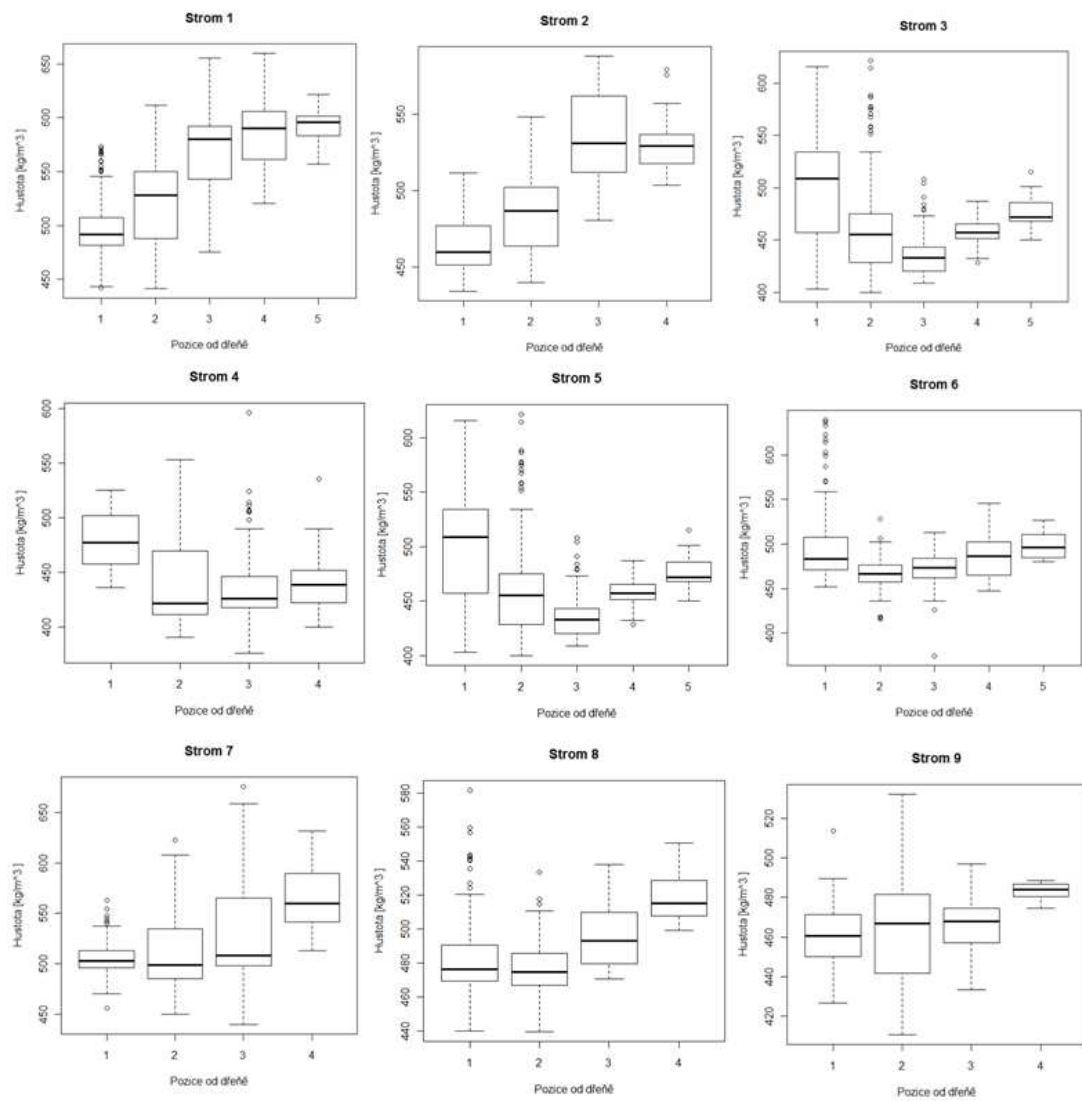 Strom 1
Hustota [kg/m^3 ]
450 500 550 600 650
1 2 3 4 5
Pozice od dřeně
Strom 2
Hustota [kg/m^3 ]
450 500 550
1 2 3 4
Pozice od dřeně
Strom 3
Hustota [kg/m^3 ]
400 450 500 550 600
1 2 3 4 5
Pozice od dřeně
Strom 4
Hustota [kg/m^3 ]
400 450 500 550 600
1 2 3 4
Pozice od dřeně
Strom 5
Hustota [kg/m^3 ]
400 450 500 550 600
1 2 3 4 5
Pozice od dřeně
Strom 6
Hustota [kg/m^3 ]
400 450 500 550 600
1 2 3 4 5
Pozice od dřeně
Strom 7
Hustota [kg/m^3 ]
450 500 550 600 650
1 2 3 4
Pozice od dřeně
Strom 8
Hustota [kg/m^3 ]
440 460 480 500 520 540 560 580
1 2 3 4
Pozice od dřeně
Strom 9
Hustota [kg/m^3 ]
420 440 460 480 500 520
1 2 3 4
Pozice od dřeně